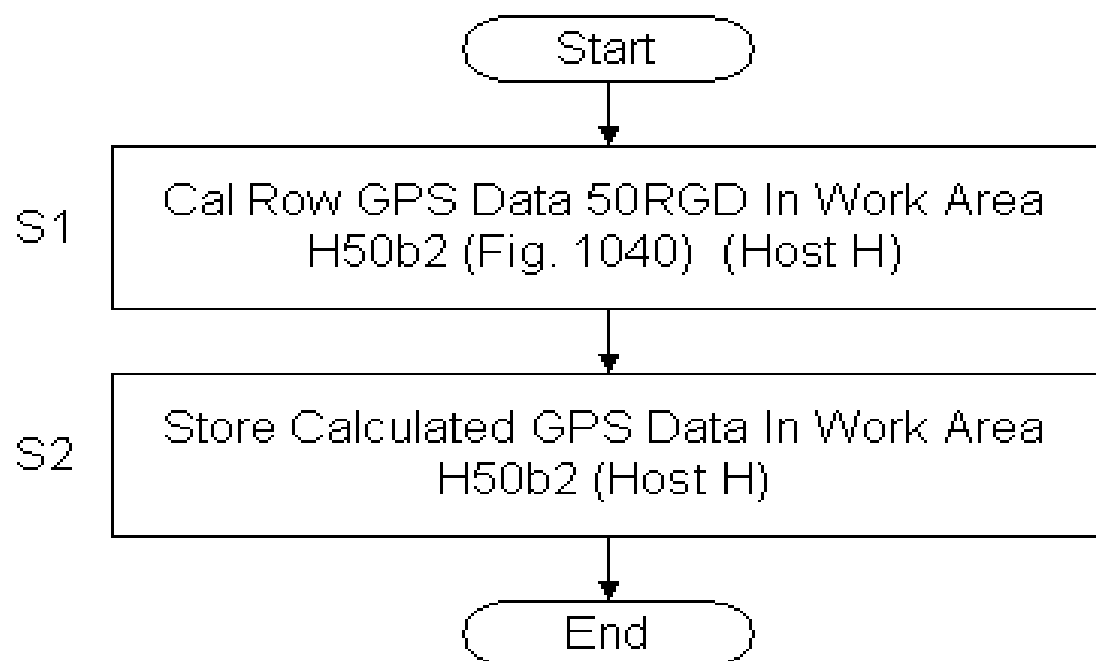 Start
S1
Cal Row GPS Data 50RGD In Work Area
H50b2 (Fig. 1040) (Host H)
S2
Store Calculated GPS Data In Work Area
H50b2 (Host H)
End